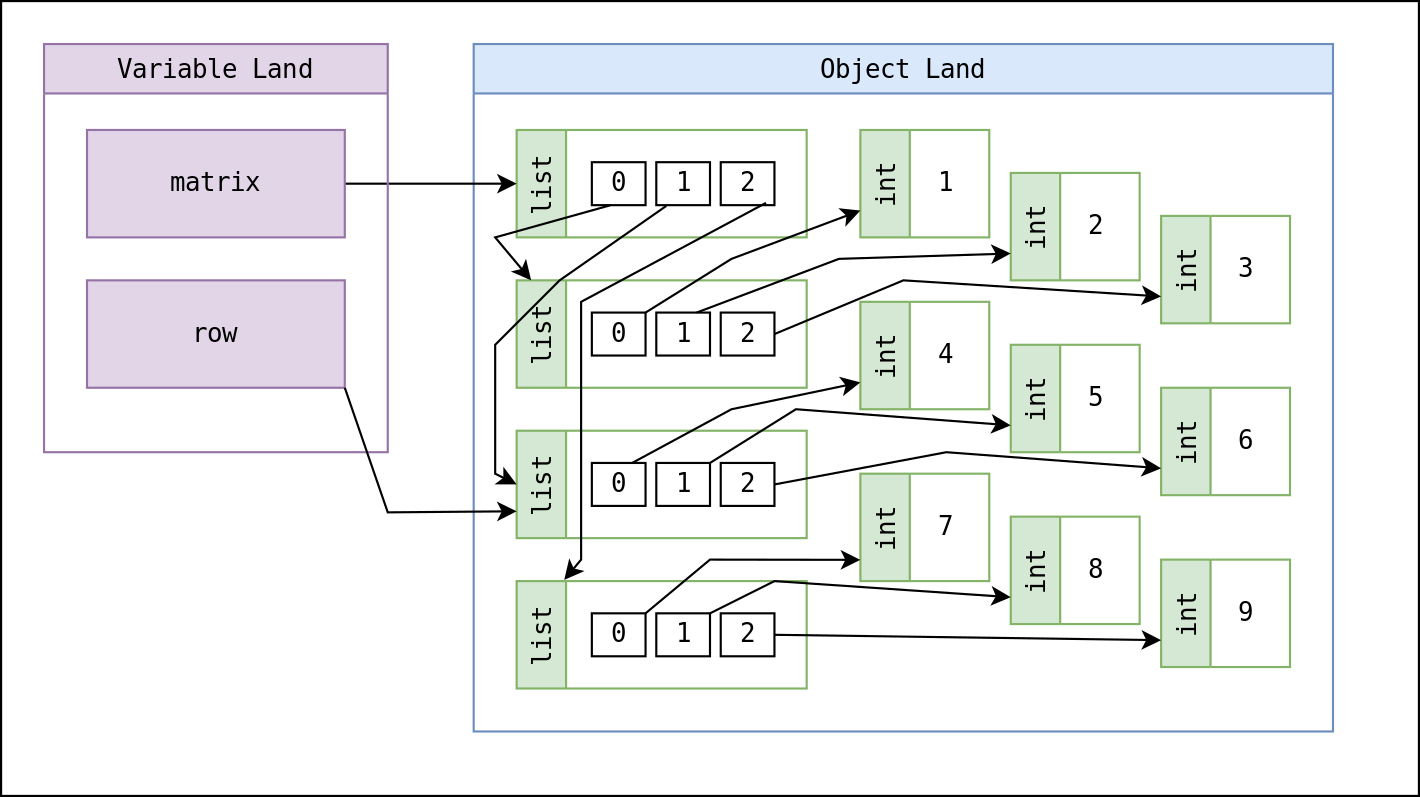 Variable Land
matrix
row
Object Land
list
0 1 2
int
1
int
2
int
3
list
0 1 2
int
4
int
5
int
6
list
0 1 2
int
7
int
8
int
9
list
0 1 2